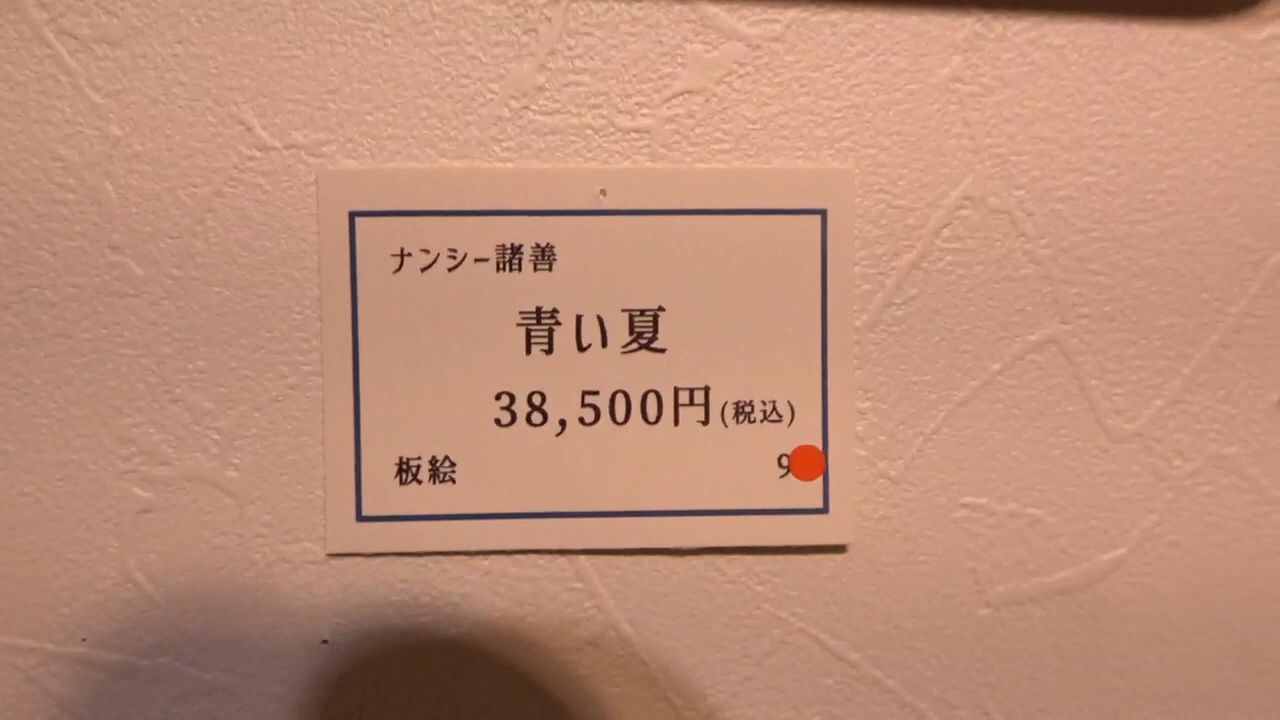 ナンシー諸善
青い夏
38,500円(税込)
板絵 9